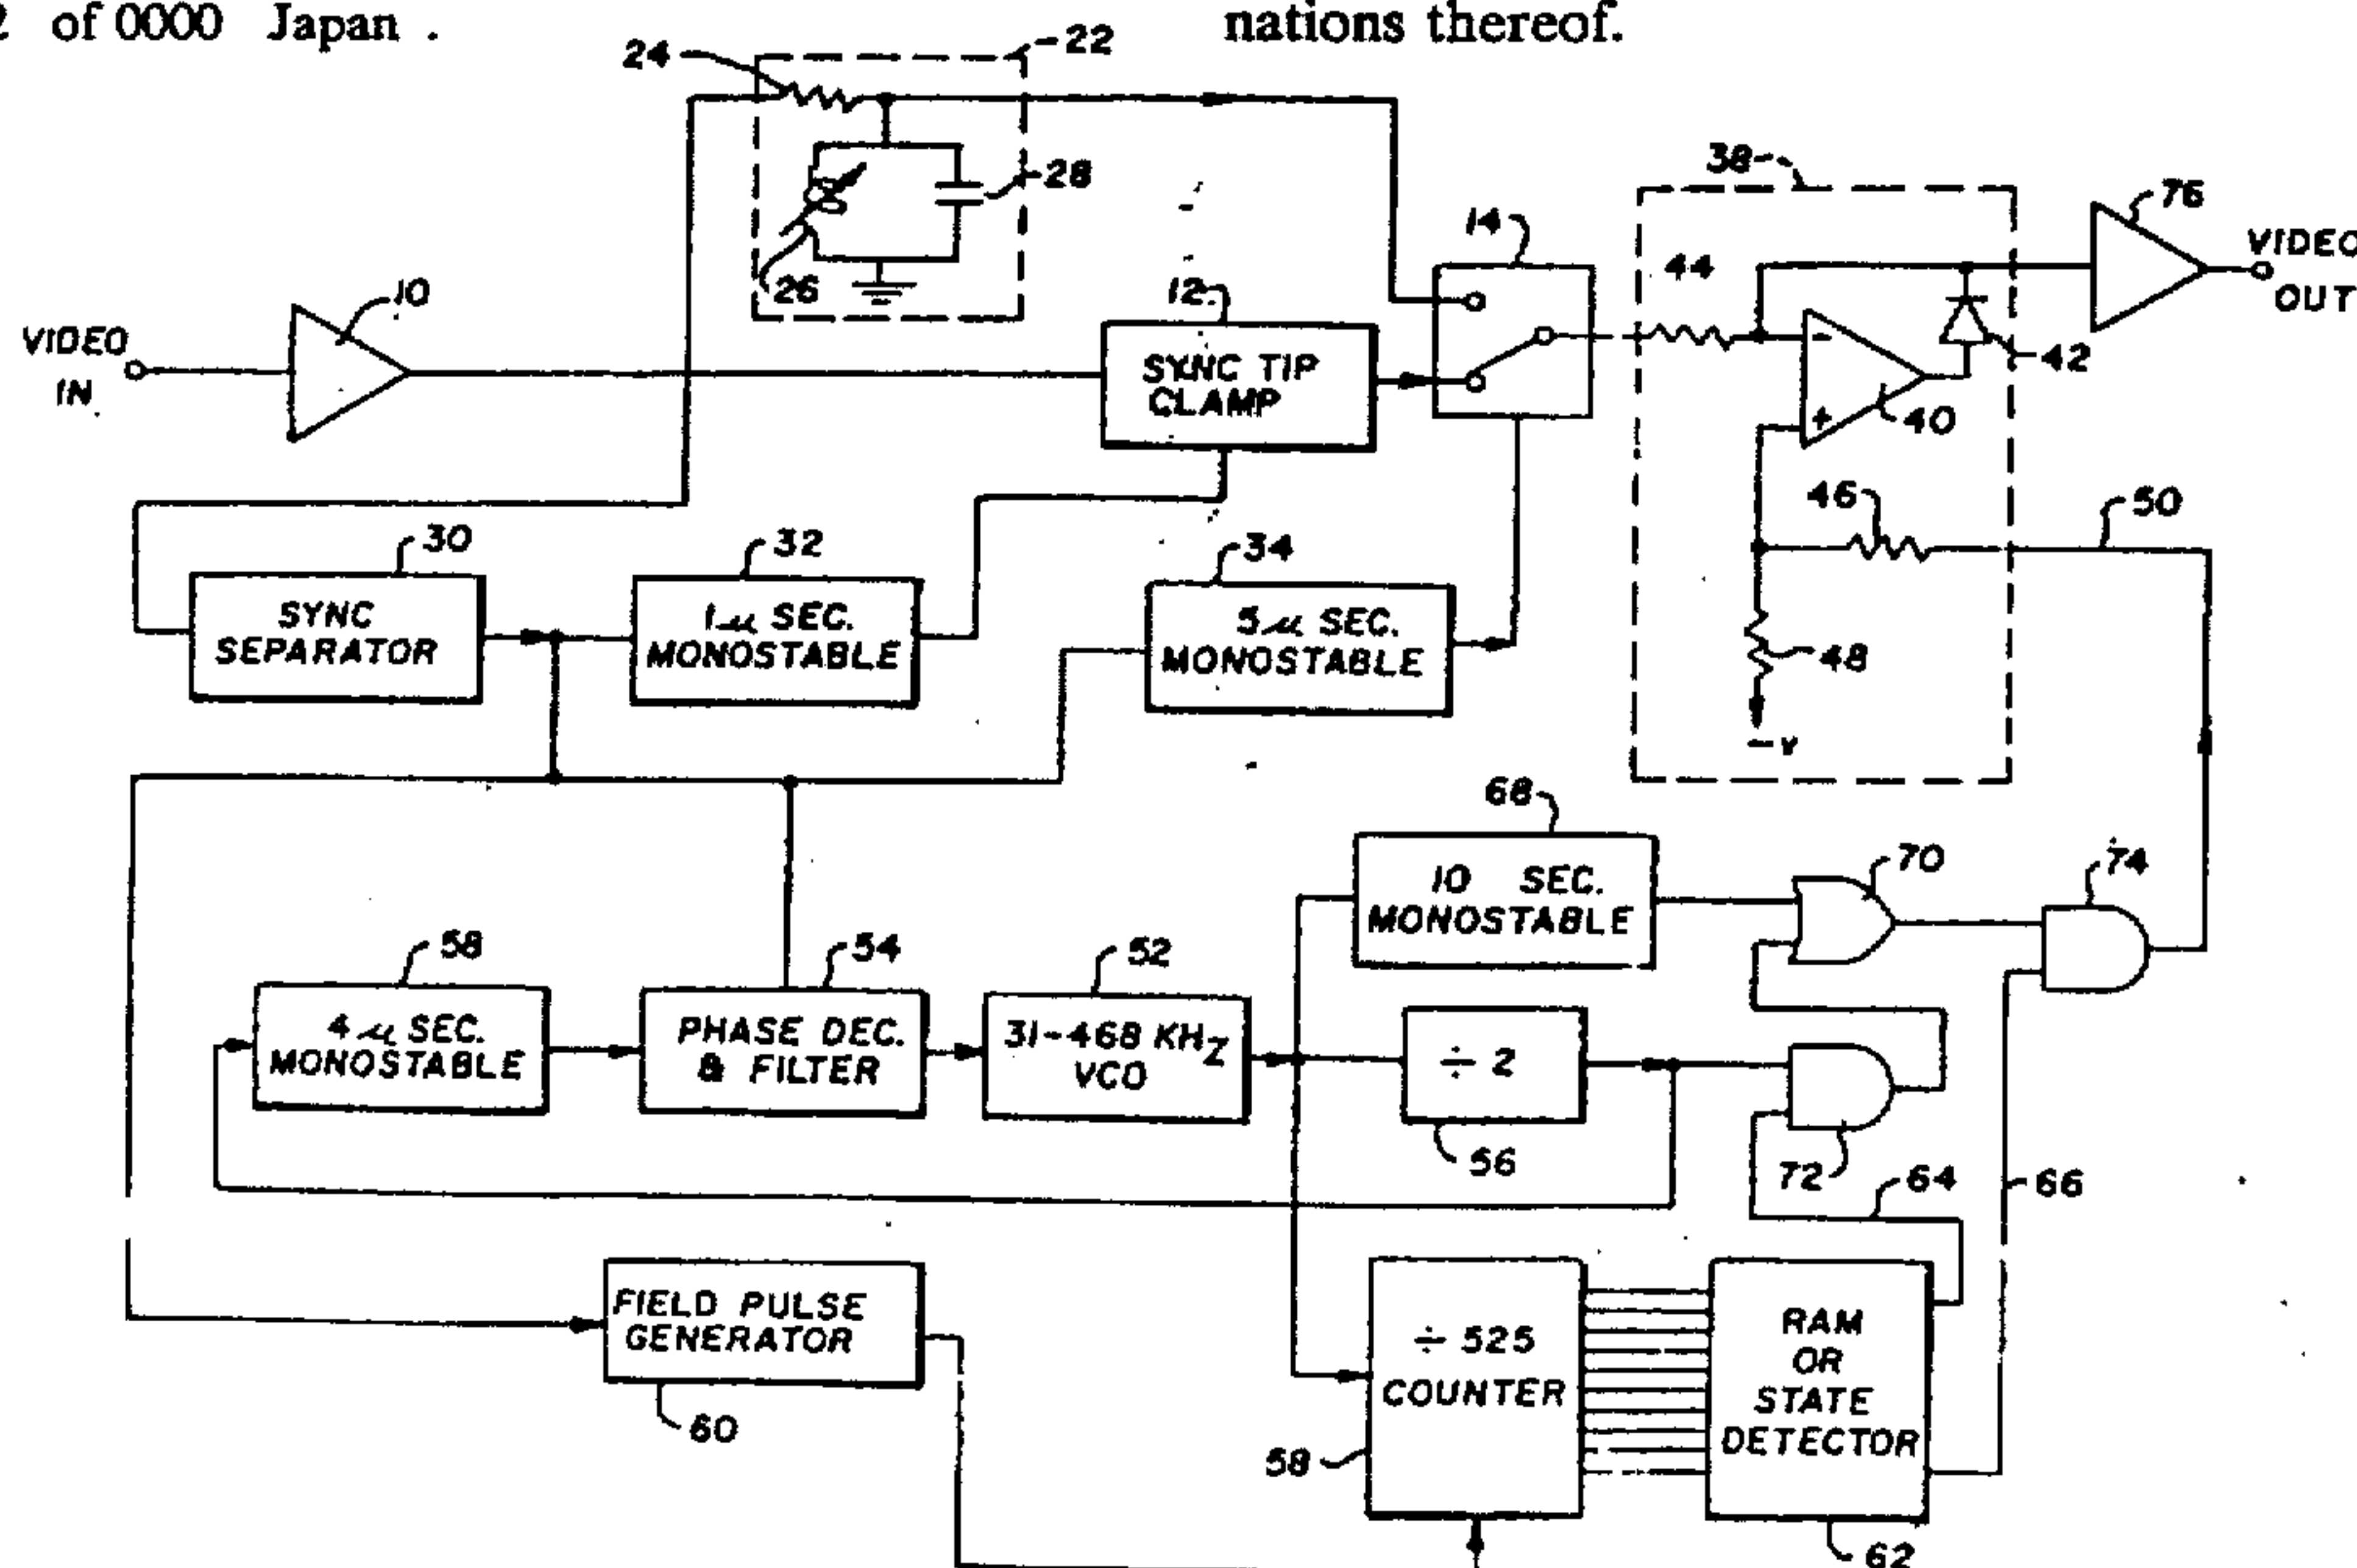 of 0000 Japan .
nations thereof.
24
22
28
26
38
76
VIDEO
OUT
14
44
42
40
12
10
VIDEO
IN
SYNC TIP
CLAMP
46
50
48
-V
30
SYNC
SEPARATOR
32
1 μ SEC.
MONOSTABLE
34
5 μ SEC.
MONOSTABLE
68
10 SEC.
MONOSTABLE
70
74
58
4 μ SEC.
MONOSTABLE
54
PHASE DEC.
& FILTER
52
31-468 KHZ
VCO
÷ 2
56
72
64
66
FIELD PULSE
GENERATOR
60
÷ 525
COUNTER
58
RAM
OR
STATE
DETECTOR
62